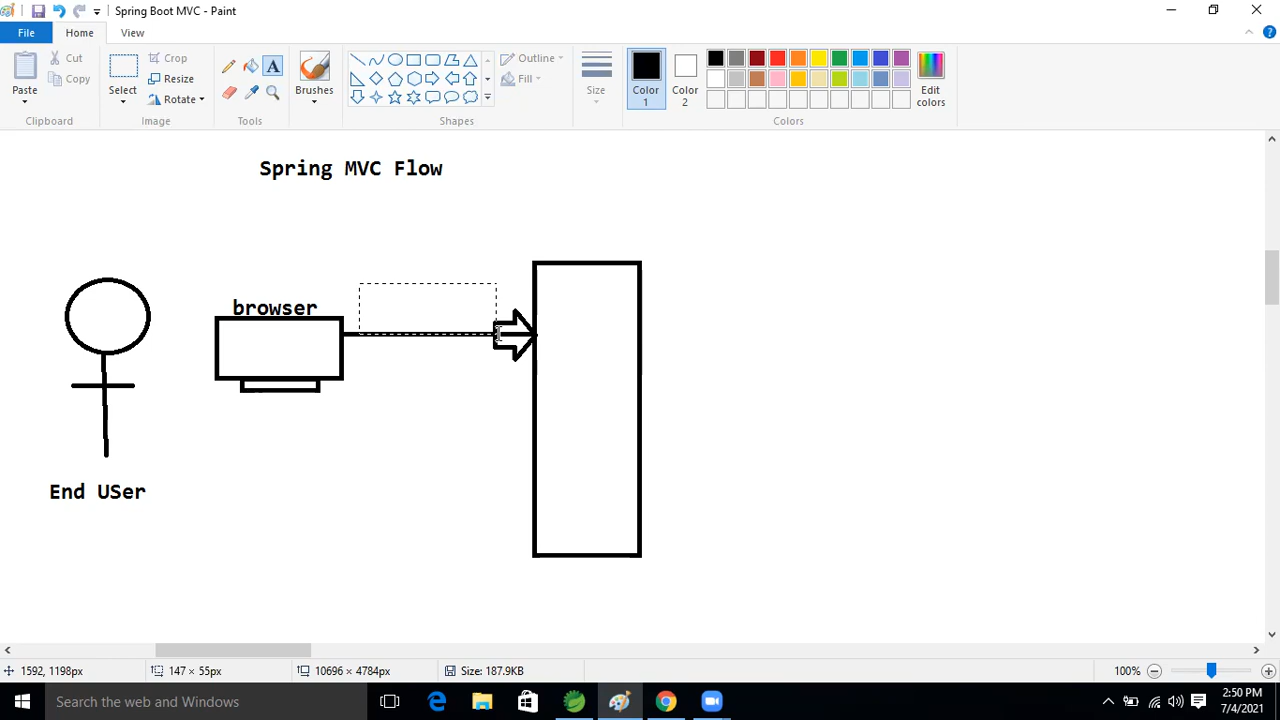 Spring Boot MVC - Paint
File
Home
View
Paste
Cut
Copy
Clipboard
Select
Crop
Resize
Rotate
Image
A
Tools
Brushes
Shapes
Outline
Fill
Size
Color 1
Color 2
Edit colors
Colors
Spring MVC Flow
browser
End USer
1592, 1198px
147 × 55px
10696 × 4784px
Size: 187.9KB
100%
Search the web and Windows
2:50 PM
7/4/2021